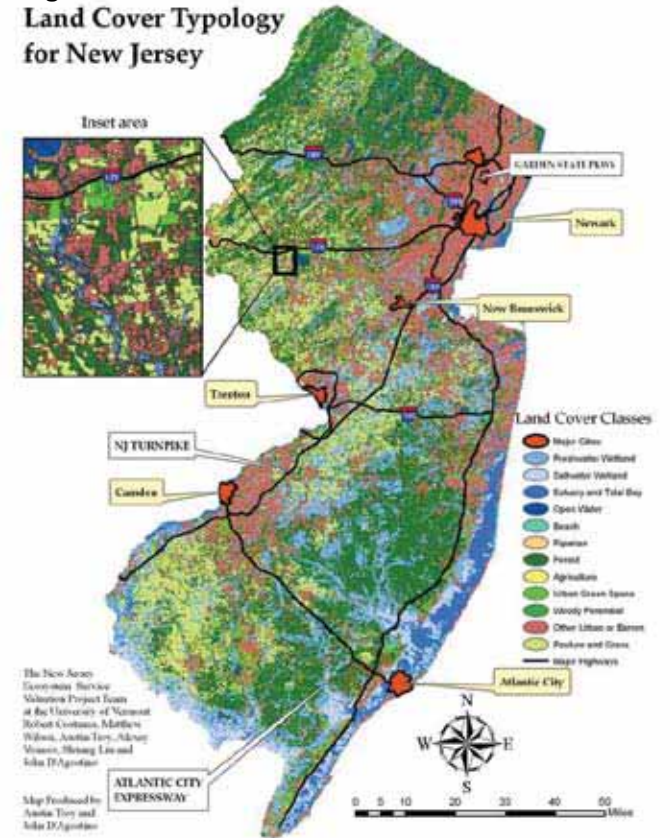 Land Cover Typology
for New Jersey
Inset area
GARDEN STATE PKWY
Newark
New Brunswick
Trenton
NJ TURNPIKE
Camden
Land Cover Classes
Major Cities
Freshwater Wetland
Saltwater Wetland
Estuary and Tidal Bay
Open Water
Beach
Riparian
Forest
Agriculture
Urban Green Space
Woody Perennial
Other Urban or Barren
Pasture and Grass
Major Highways
Atlantic City
The New Jersey
Ecosystem Service
Valuation Project Team
at the University of Vermont
Robert Costanza, Matthew
Wilson, Austin Troy, Alexey
Voinov, Shuang Liu and
John D'Agostino
ATLANTIC CITY
EXPRESSWAY
Map Produced by
Austin Troy and
John D'Agostino
N
W E
S
0 5 10 20 30 40 50
Miles